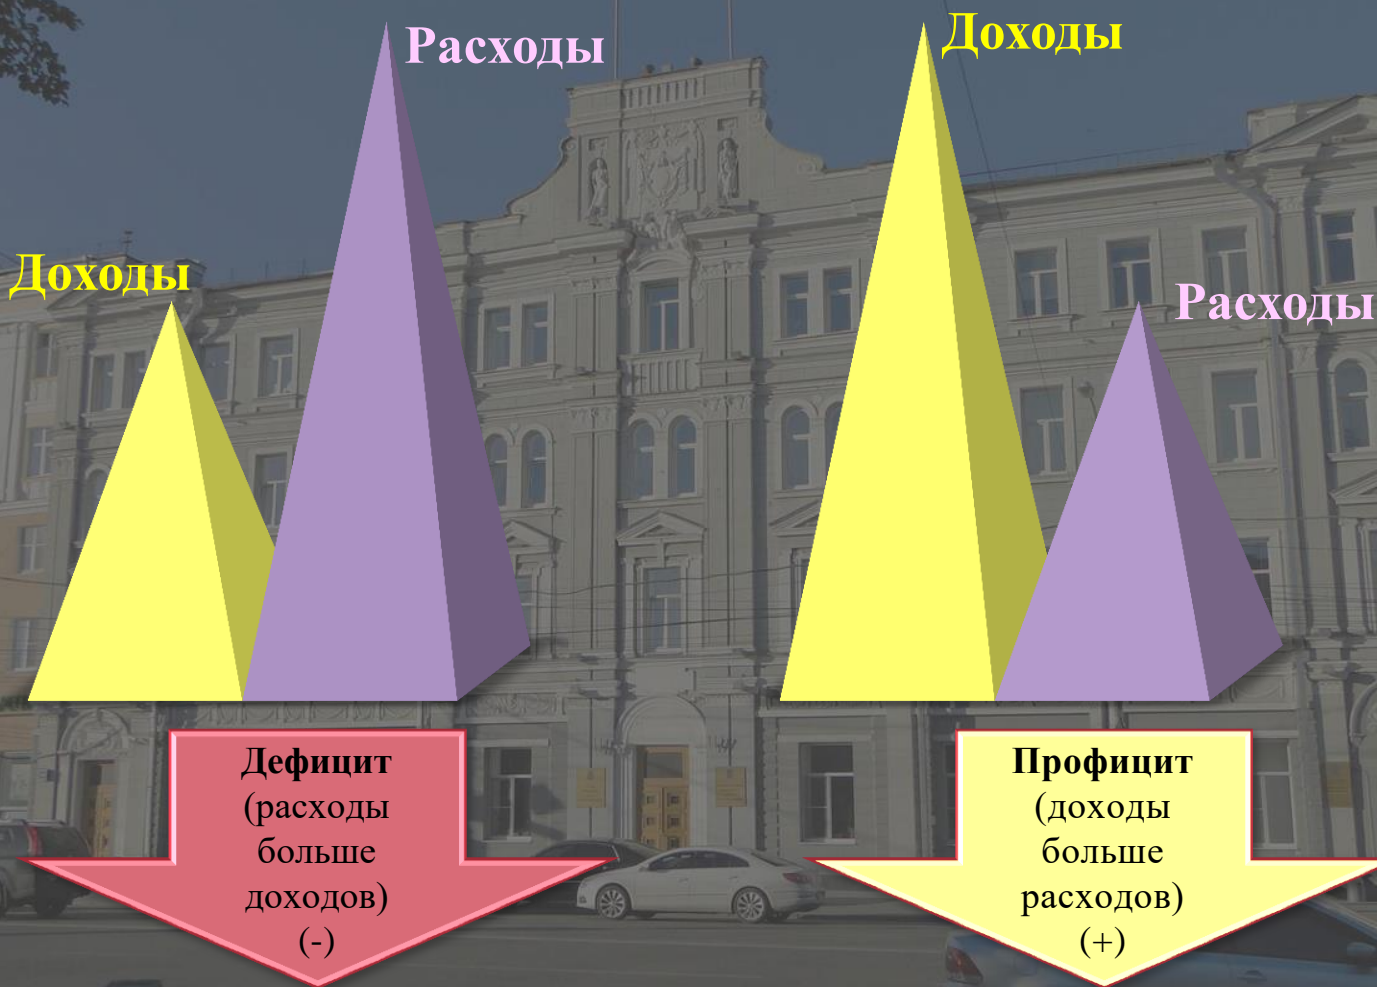 Расходы
Доходы
Доходы
Расходы
Дефицит
(расходы
больше
доходов)
(-)
Профицит
(доходы
больше
расходов)
(+)